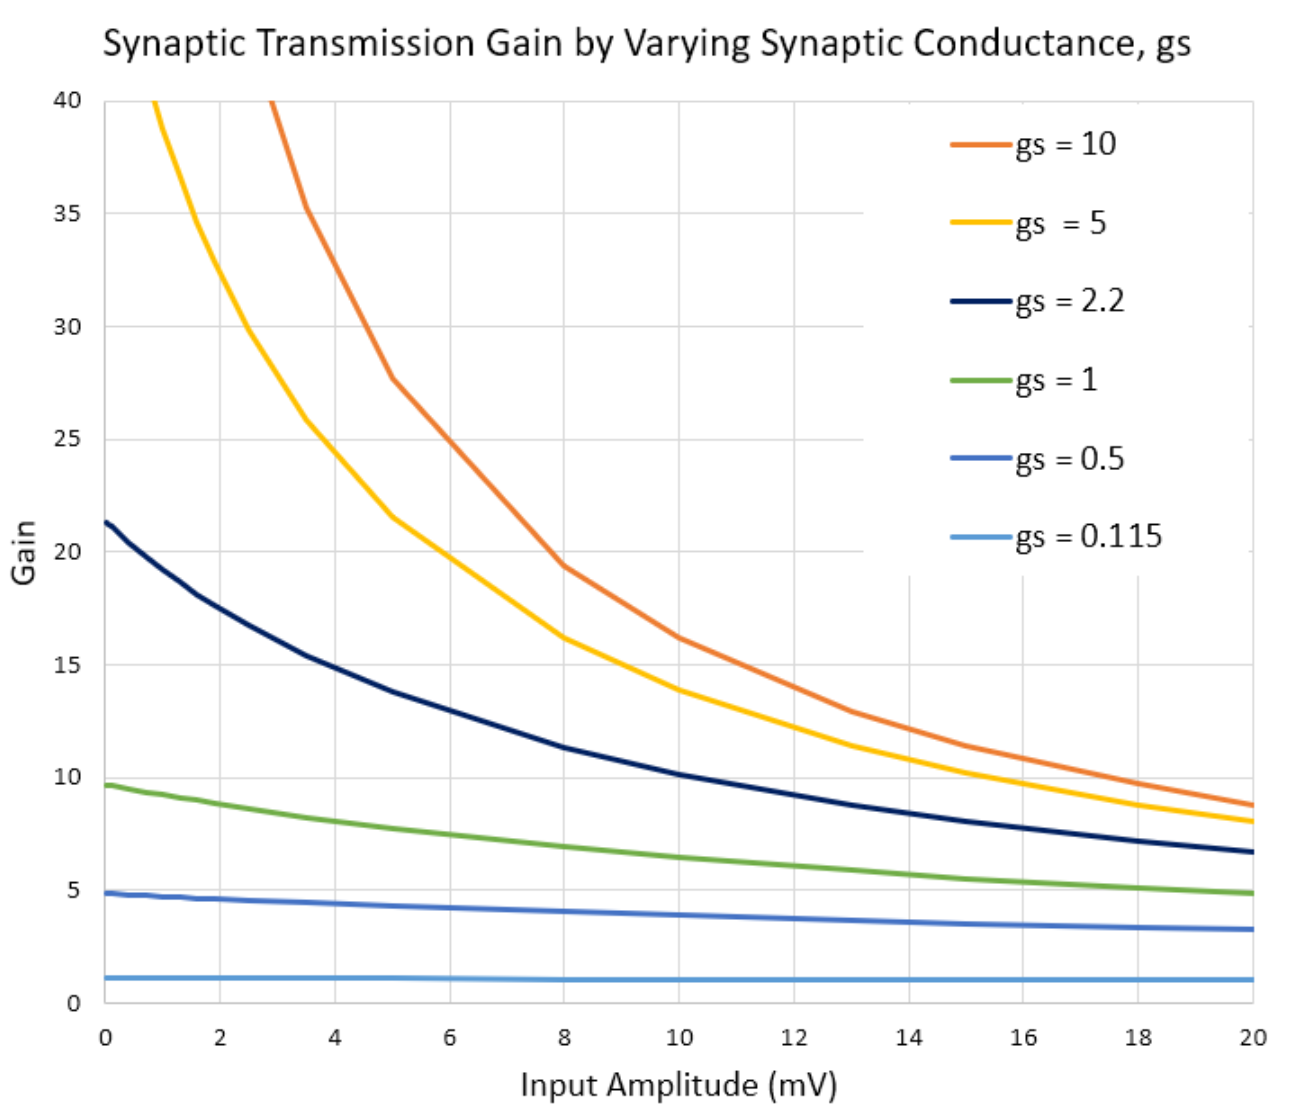 Synaptic Transmission Gain by Varying Synaptic Conductance, gs
40
35
30
25
20
15
10
5
0
Gain
gs = 10
gs = 5
gs = 2.2
gs = 1
gs = 0.5
gs = 0.115
0 2 4 6 8 10 12 14 16 18 20
Input Amplitude (mV)